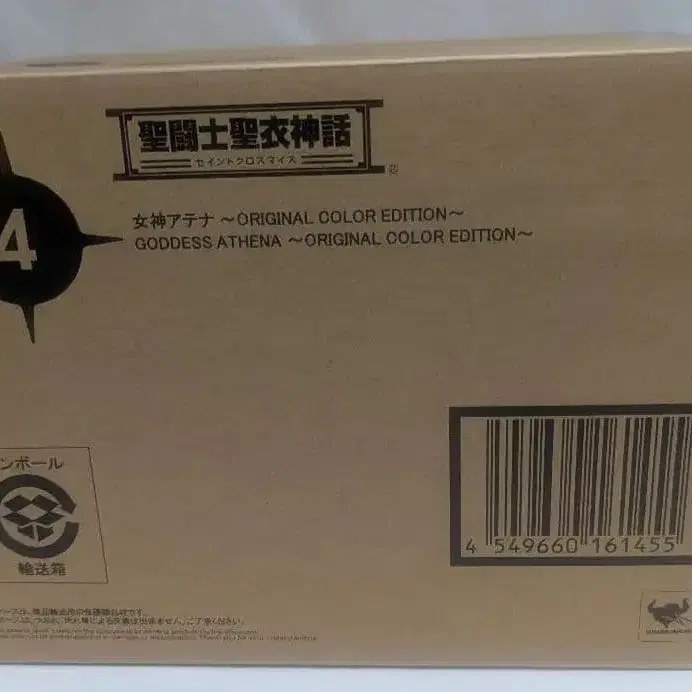 聖闘士聖衣神話
セイントクロスマイス
4
女神アテナ ～ORIGINAL COLOR EDITION～
GODDESS ATHENA ～ORIGINAL COLOR EDITION～
ンボール
輸送箱
4 549660 161455